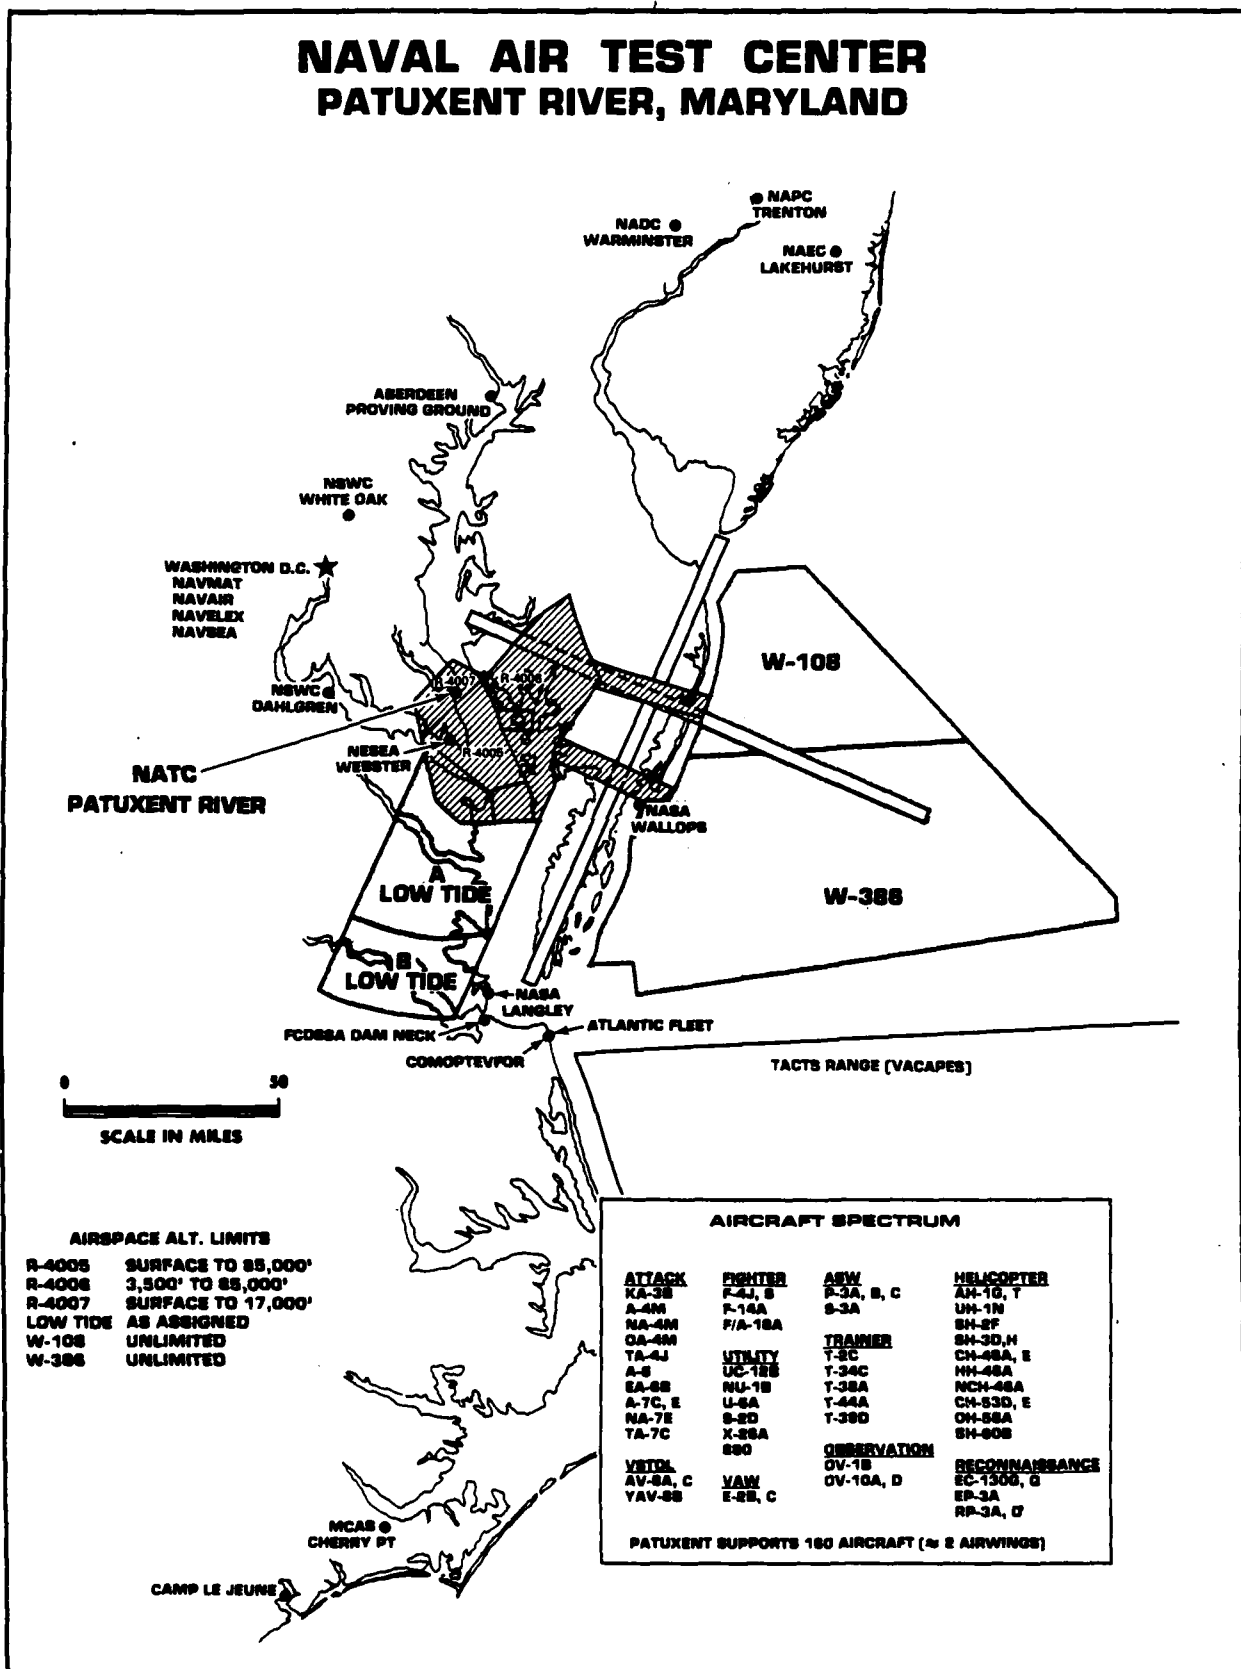 NAVAL AIR TEST CENTER
PATUXENT RIVER, MARYLAND
NAPC
TRENTON
NADC
WARMINSTER
NAEC
LAKEHURST
ABERDEEN
PROVING GROUND
NSWC
WHITE OAK
WASHINGTON D.C.
NAVMAT
NAVAIR
NAVELEX
NAVSEA
W-108
R-4007
R-4006
NSWC
DAHLGREN
NESEA
WEBSTER
R-4005
NATC
PATUXENT RIVER
NASA
WALLOPS
A
LOW TIDE
W-386
B
LOW TIDE
NASA
LANGLEY
FCDSSA DAM NECK
ATLANTIC FLEET
COMOPTEVFOR
TACTS RANGE (VACAPES)
0 50
SCALE IN MILES
AIRSPACE ALT. LIMITS
R-4005 SURFACE TO 85,000'
R-4006 3,500' TO 85,000'
R-4007 SURFACE TO 17,000'
LOW TIDE AS ASSIGNED
W-108 UNLIMITED
W-386 UNLIMITED
AIRCRAFT SPECTRUM
ATTACK
KA-3B
A-4M
NA-4M
OA-4M
TA-4J
A-6
EA-6B
A-7C, E
NA-7E
TA-7C
VSTOL
AV-8A, C
YAV-8B
FIGHTER
F-4J, S
F-14A
F/A-18A
UTILITY
UC-12B
NU-1B
U-6A
S-2D
X-26A
880
VAW
E-2B, C
ASW
P-3A, B, C
S-3A
TRAINER
T-2C
T-34C
T-38A
T-44A
T-39D
OBSERVATION
OV-1B
OV-10A, D
HELICOPTER
AH-1G, T
UH-1N
SH-2F
SH-3D,H
CH-46A, E
HH-46A
NCH-46A
CH-53D, E
OH-58A
SH-60B
RECONNAISSANCE
EC-130G, Q
EP-3A
RP-3A, D
PATUXENT SUPPORTS 160 AIRCRAFT (≈ 2 AIRWINGS)
MCAS
CHERRY PT
CAMP LE JEUNE